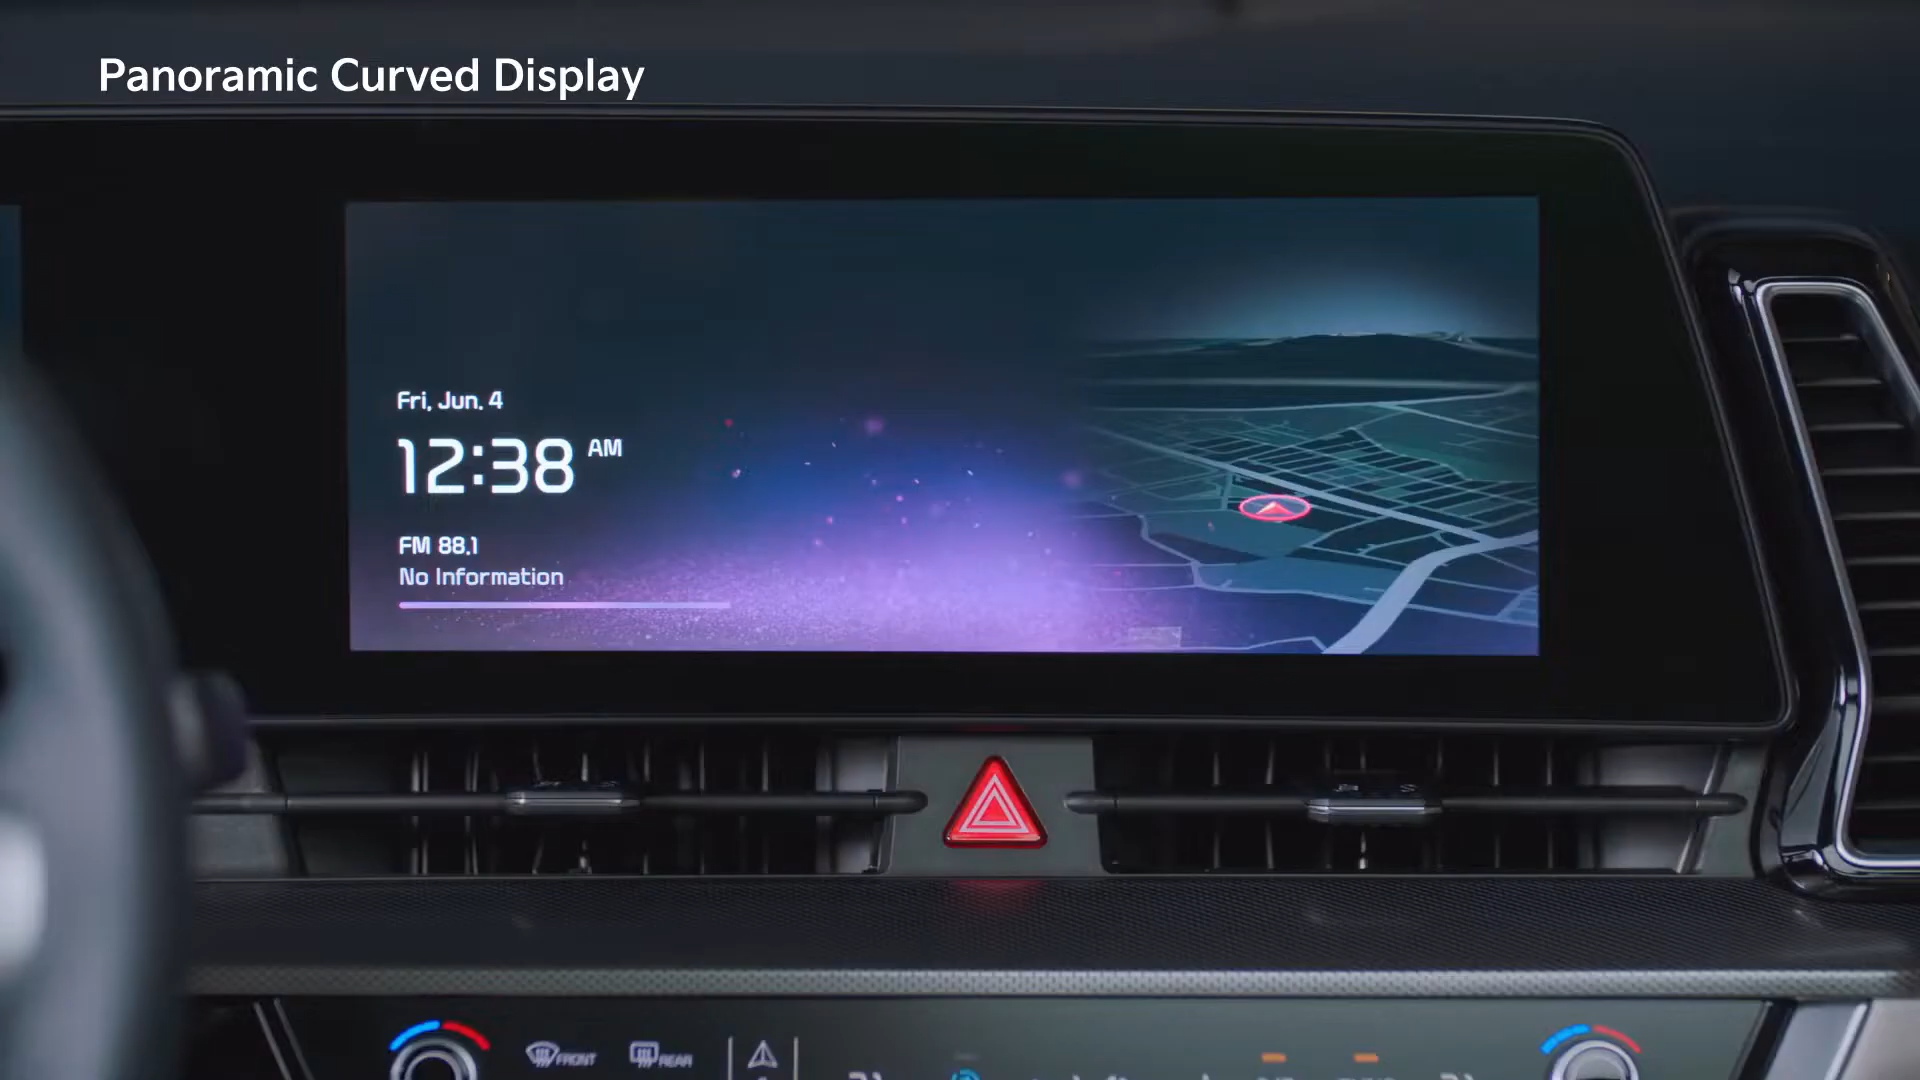 Panoramic Curved Display
Fri, Jun. 4
12:38 AM
FM 88.1
No Information
FRONT
REAR